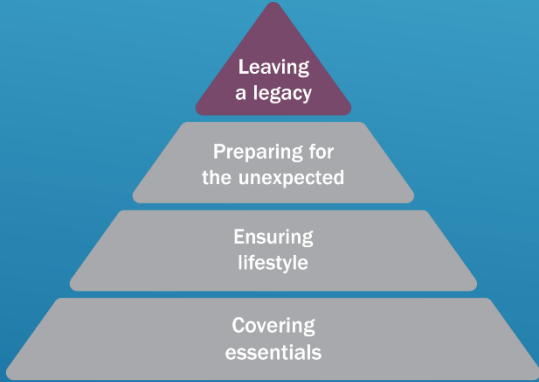 Leaving
a legacy
Preparing for
the unexpected
Ensuring
lifestyle
Covering
essentials